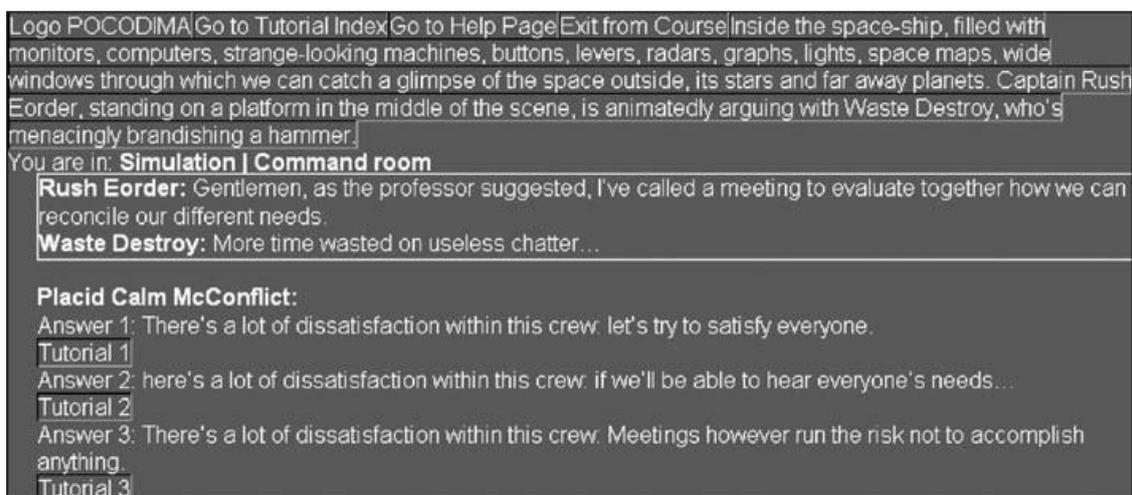 Logo POCODIMA Go to Tutorial Index Go to Help Page Exit from Course Inside the space-ship, filled with
monitors, computers, strange-looking machines, buttons, levers, radars, graphs, lights, space maps, wide
windows through which we can catch a glimpse of the space outside, its stars and far away planets. Captain Rush
Eorder, standing on a platform in the middle of the scene, is animatedly arguing with Waste Destroy, who's
menacingly brandishing a hammer.
You are in: Simulation | Command room
Rush Eorder: Gentlemen, as the professor suggested, I've called a meeting to evaluate together how we can
reconcile our different needs.
Waste Destroy: More time wasted on useless chatter...
Placid Calm McConflict:
Answer 1: There's a lot of dissatisfaction within this crew: let's try to satisfy everyone.
Tutorial 1
Answer 2: here's a lot of dissatisfaction within this crew: if we'll be able to hear everyone's needs...
Tutorial 2
Answer 3: There's a lot of dissatisfaction within this crew: Meetings however run the risk not to accomplish
anything.
Tutorial 3